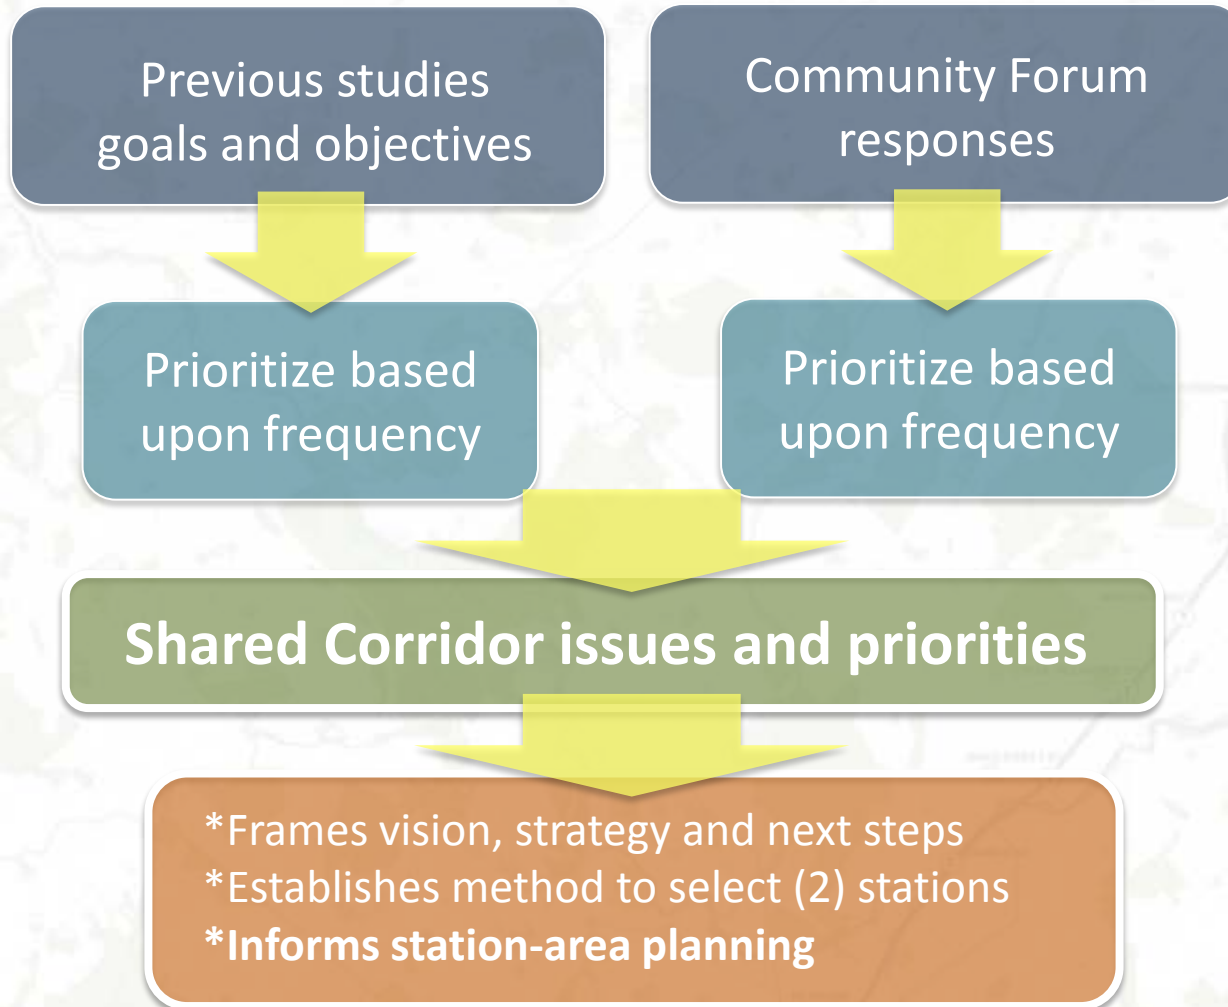 Previous studies
goals and objectives
Community Forum
responses
Prioritize based
upon frequency
Prioritize based
upon frequency
Shared Corridor issues and priorities
*Frames vision, strategy and next steps
*Establishes method to select (2) stations
*Informs station-area planning